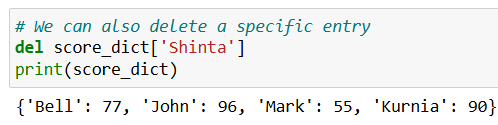 # We can also delete a specific entry
del score_dict['Shinta']
print(score_dict)
{'Bell': 77, 'John': 96, 'Mark': 55, 'Kurnia': 90}